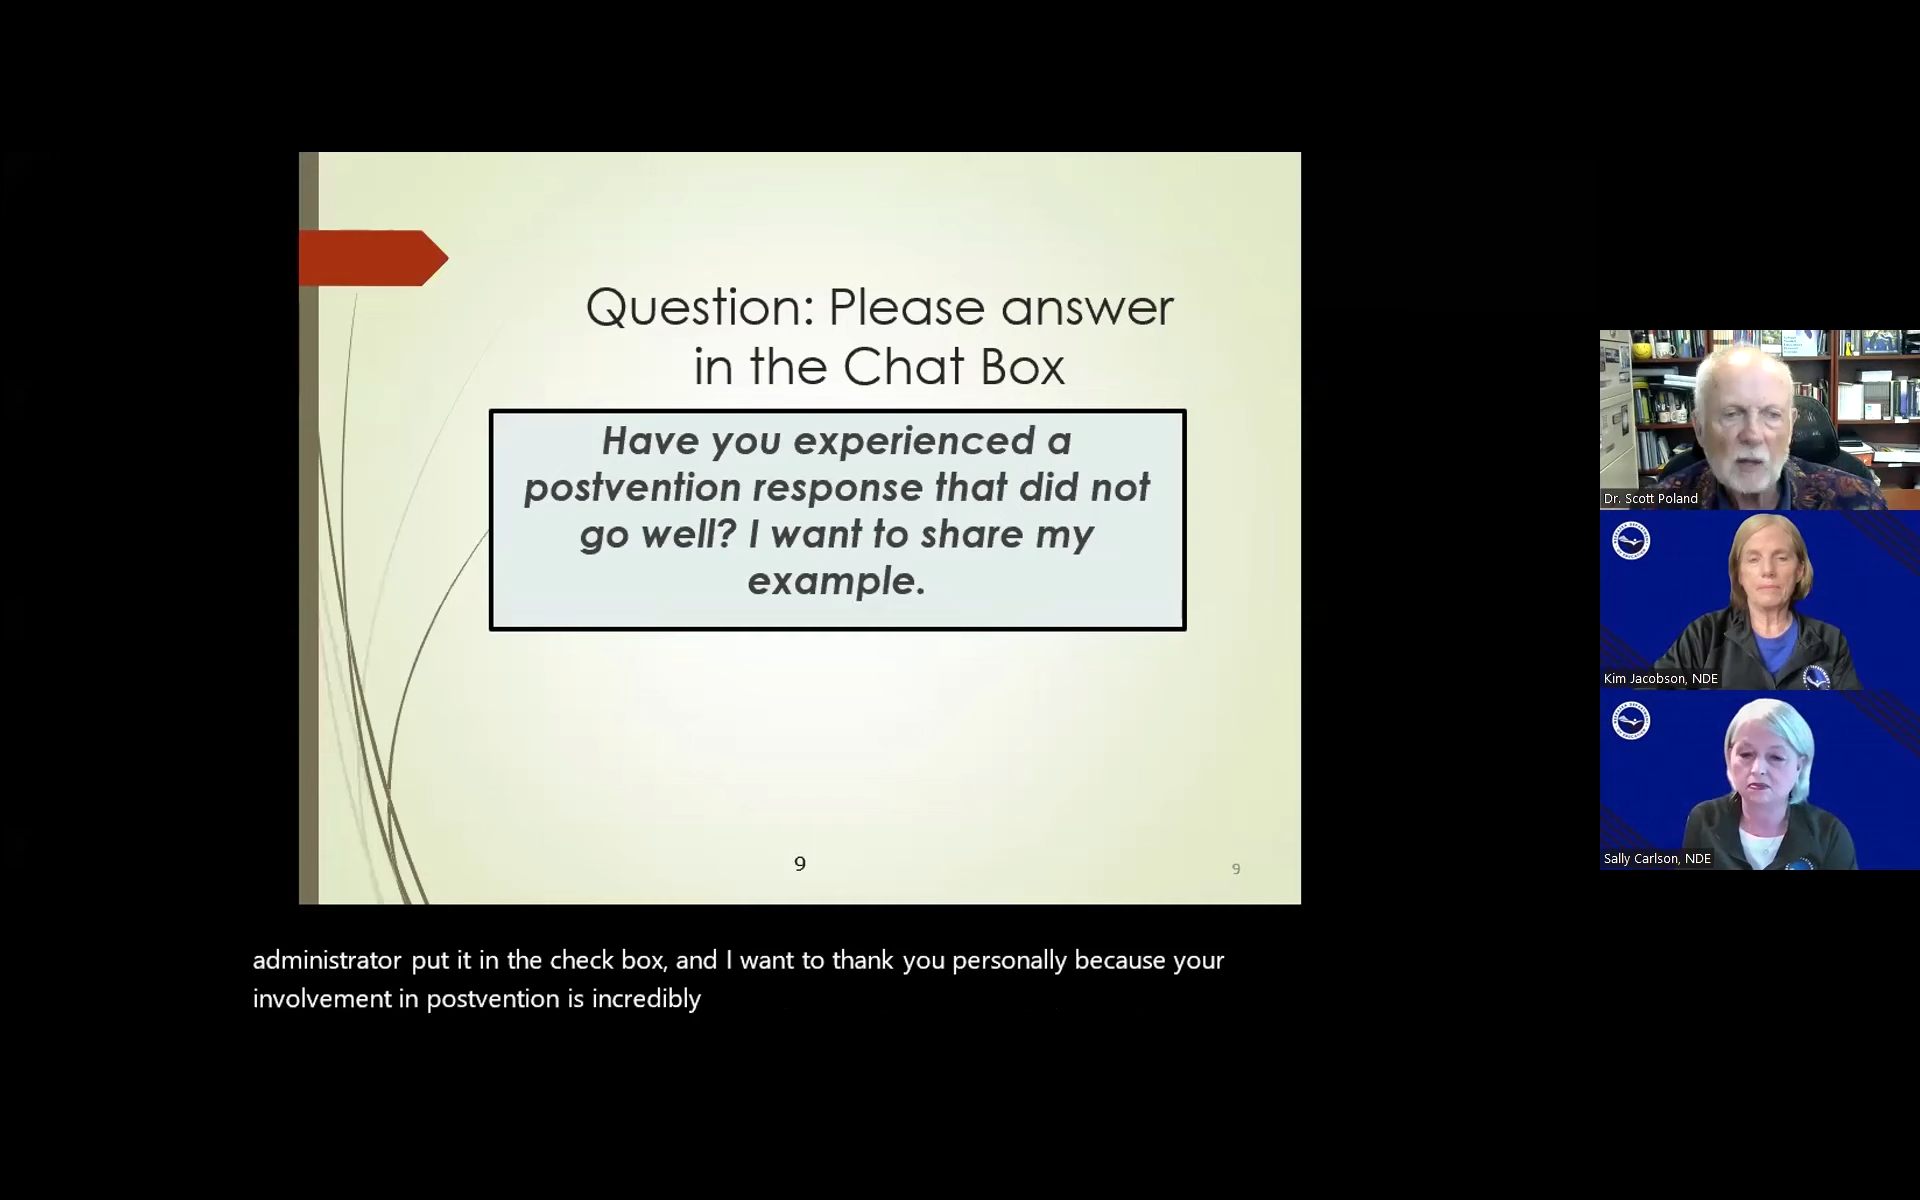 Question: Please answer
in the Chat Box
Have you experienced a
postvention response that did not
go well? I want to share my
example.
9
9
Dr. Scott Poland
Kim Jacobson, NDE
Sally Carlson, NDE
administrator put it in the check box, and I want to thank you personally because your
involvement in postvention is incredibly